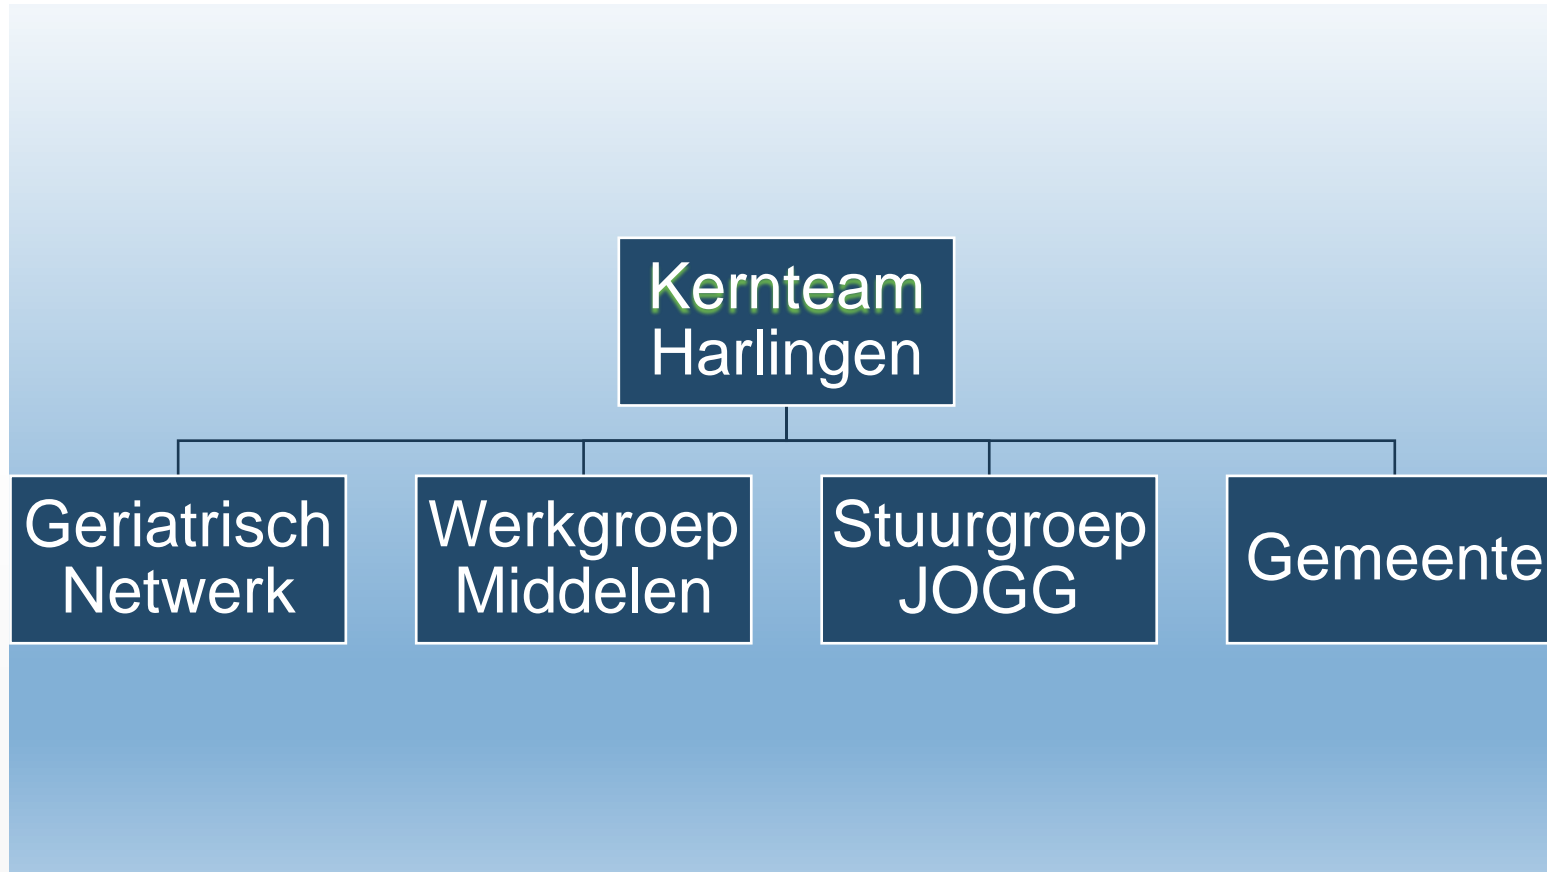 Kernteam
Harlingen
Geriatrisch
Netwerk
Werkgroep
Middelen
Stuurgroep
JOGG
Gemeente